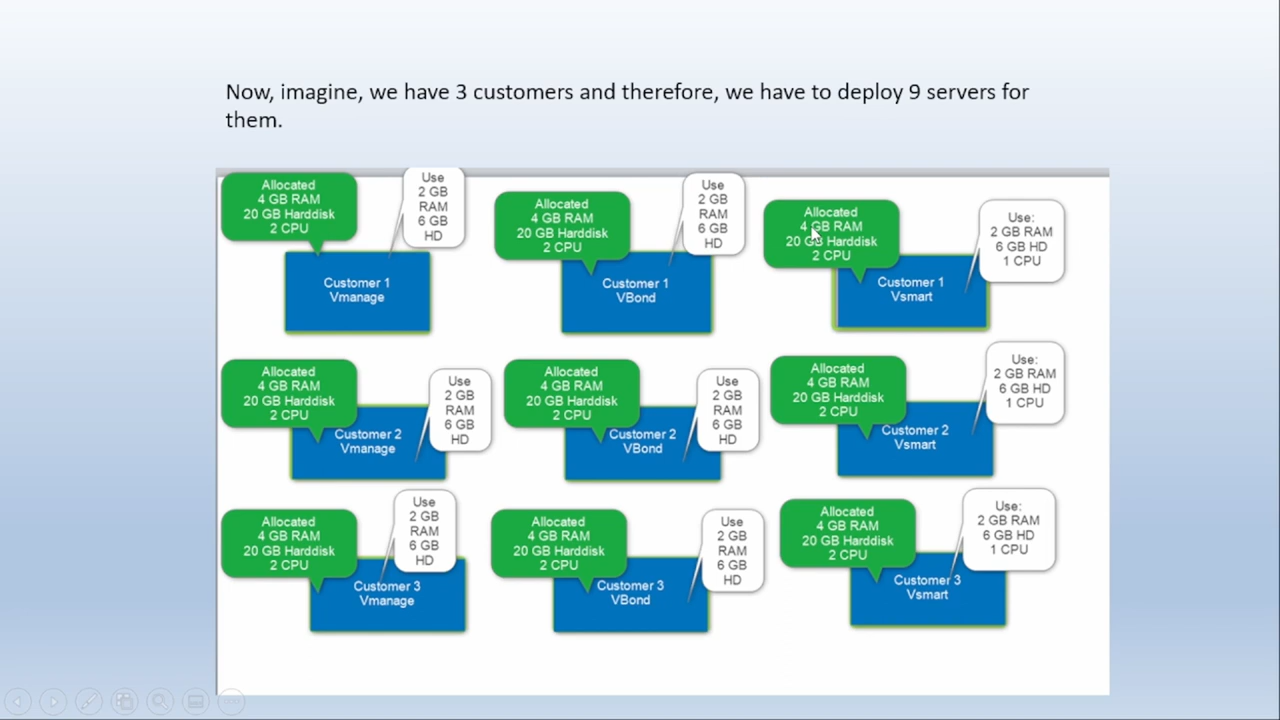 Now, imagine, we have 3 customers and therefore, we have to deploy 9 servers for
them.
Allocated
4 GB RAM
20 GB Harddisk
2 CPU
Use
2 GB
RAM
6 GB
HD
Customer 1
Vmanage
Allocated
4 GB RAM
20 GB Harddisk
2 CPU
Use
2 GB
RAM
6 GB
HD
Customer 1
VBond
Allocated
4 GB RAM
20 GB Harddisk
2 CPU
Use:
2 GB RAM
6 GB HD
1 CPU
Customer 1
Vsmart
Allocated
4 GB RAM
20 GB Harddisk
2 CPU
Use
2 GB
RAM
6 GB
HD
Customer 2
Vmanage
Allocated
4 GB RAM
20 GB Harddisk
2 CPU
Use
2 GB
RAM
6 GB
HD
Customer 2
VBond
Allocated
4 GB RAM
20 GB Harddisk
2 CPU
Use:
2 GB RAM
6 GB HD
1 CPU
Customer 2
Vsmart
Allocated
4 GB RAM
20 GB Harddisk
2 CPU
Use
2 GB
RAM
6 GB
HD
Customer 3
Vmanage
Allocated
4 GB RAM
20 GB Harddisk
2 CPU
Use
2 GB
RAM
6 GB
HD
Customer 3
VBond
Allocated
4 GB RAM
20 GB Harddisk
2 CPU
Use:
2 GB RAM
6 GB HD
1 CPU
Customer 3
Vsmart